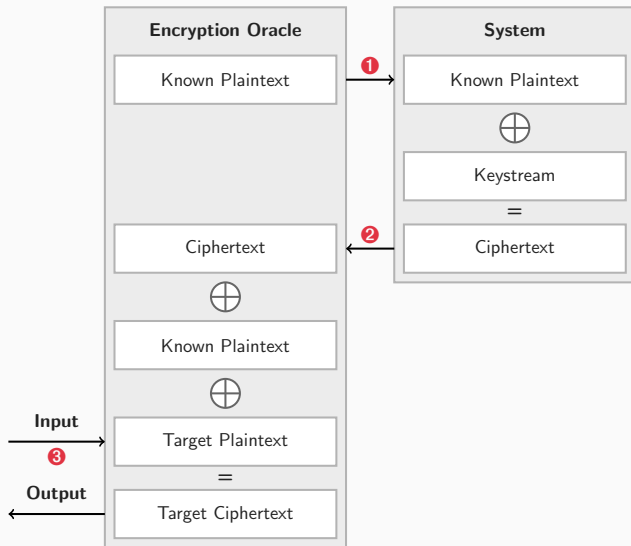 Encryption Oracle
System
Known Plaintext
1
Known Plaintext
Keystream
=
Ciphertext
2
Ciphertext
Known Plaintext
Input
3
Target Plaintext
=
Output
Target Ciphertext